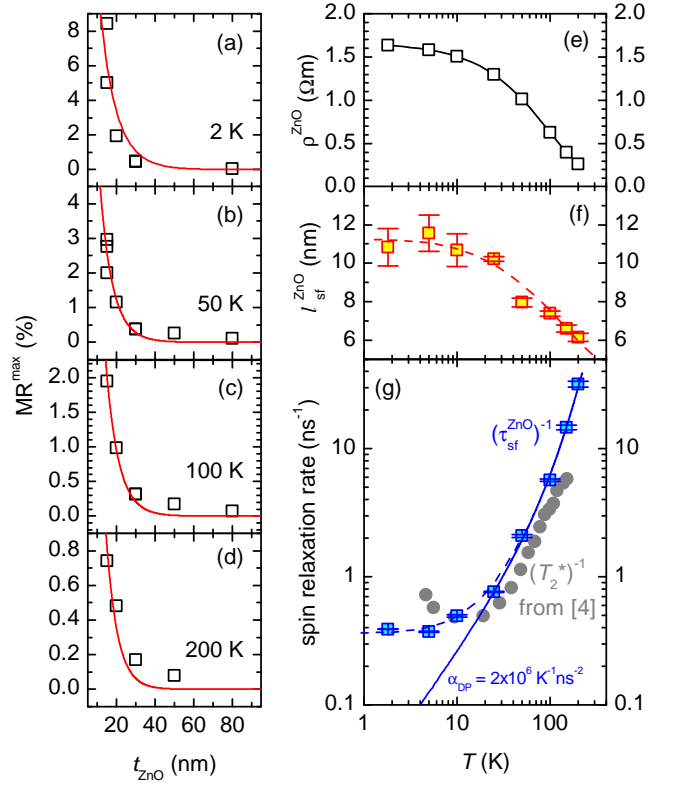 (a)
2 K
8
6
4
2
0
(b)
50 K
4
3
2
1
0
(c)
100 K
2.0
1.5
1.0
0.5
0.0
(d)
200 K
0.8
0.6
0.4
0.2
0.0
20 40 60 80
MR^max (%)
t_ZnO (nm)
(e)
2.0
1.5
1.0
0.5
0.0
ρ^ZnO (Ωm)
2.0
1.5
1.0
0.5
0.0
(f)
12
10
8
6
l_sf^ZnO (nm)
12
10
8
6
(g)
10
1
0.1
spin relaxation rate (ns^-1)
(τ_sf^ZnO)^-1
(T_2*)^-1
from [4]
α_DP = 2x10^6 K^-1ns^-2
10
1
0.1
1 10 100
T (K)